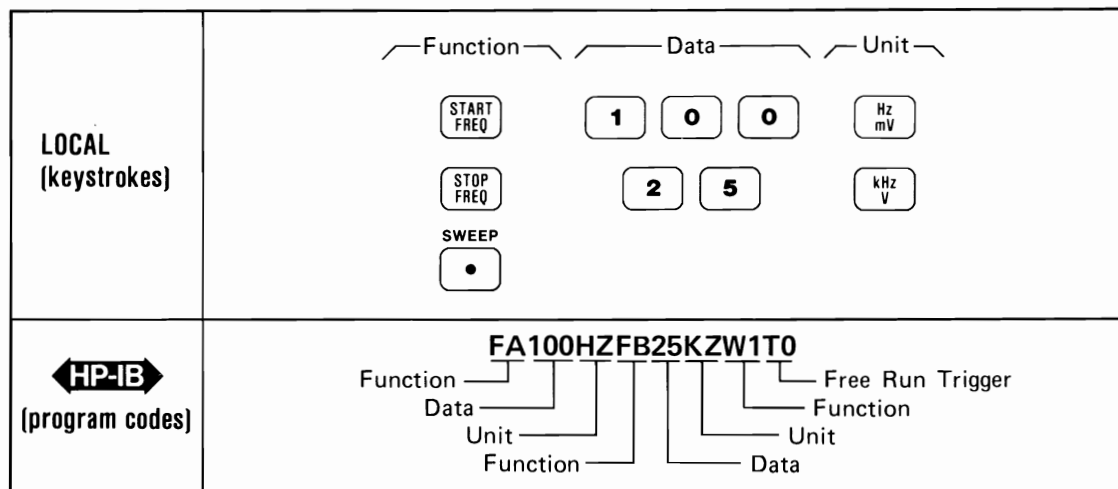 Function Data Unit
START FREQ 1 0 0 Hz mV
LOCAL (keystrokes)
STOP FREQ 2 5 kHz V
SWEEP
•
HP-IB
(program codes)
FA100HZFB25KZW1T0
Function Free Run Trigger
Data Function
Unit Unit
Function Data